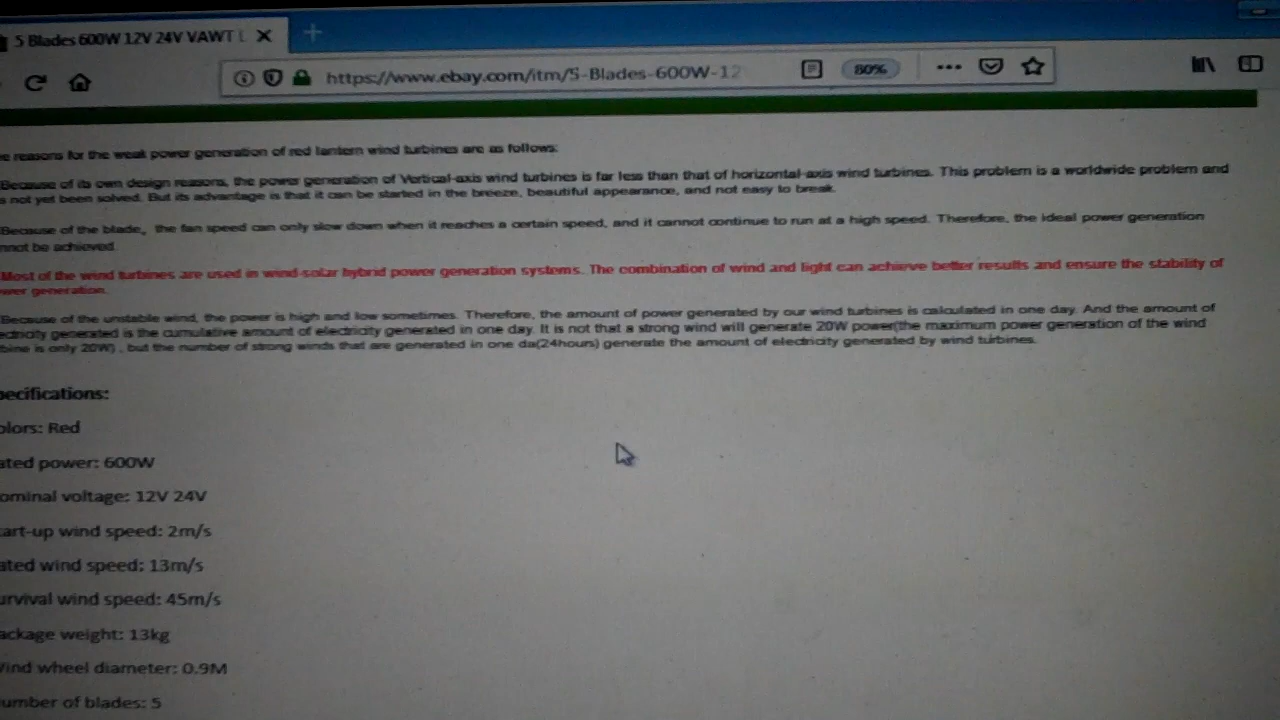 5 Blades 600W 12V 24V VAWT L
https://www.ebay.com/itm/5-Blades-600W-12
80%
e reasons for the weak power generation of red lantern wind turbines are as follows:
Because of its own design reasons, the power generation of Vertical-axis wind turbines is far less than that of horizontal-axis wind turbines. This problem is a worldwide problem and
s not yet been solved. But its advantage is that it can be started in the breeze, beautiful appearance, and not easy to break.
Because of the blade, the fan speed can only slow down when it reaches a certain speed, and it cannot continue to run at a high speed. Therefore, the ideal power generation
nnot be achieved.
Most of the wind turbines are used in wind-solar hybrid power generation systems. The combination of wind and light can achieve better results and ensure the stability of
wer generation.
Because of the unstable wind, the power is high and low sometimes. Therefore, the amount of power generated by our wind turbines is calculated in one day. And the amount of
ectricity generated is the cumulative amount of electricity generated in one day. It is not that a strong wind will generate 20W power(the maximum power generation of the wind
bine is only 20W) , but the number of strong winds that are generated in one da(24hours) generate the amount of electricity generated by wind turbines.
pecifications:
olors: Red
ated power: 600W
ominal voltage: 12V 24V
art-up wind speed: 2m/s
ated wind speed: 13m/s
urvival wind speed: 45m/s
ackage weight: 13kg
Wind wheel diameter: 0.9M
umber of blades: 5